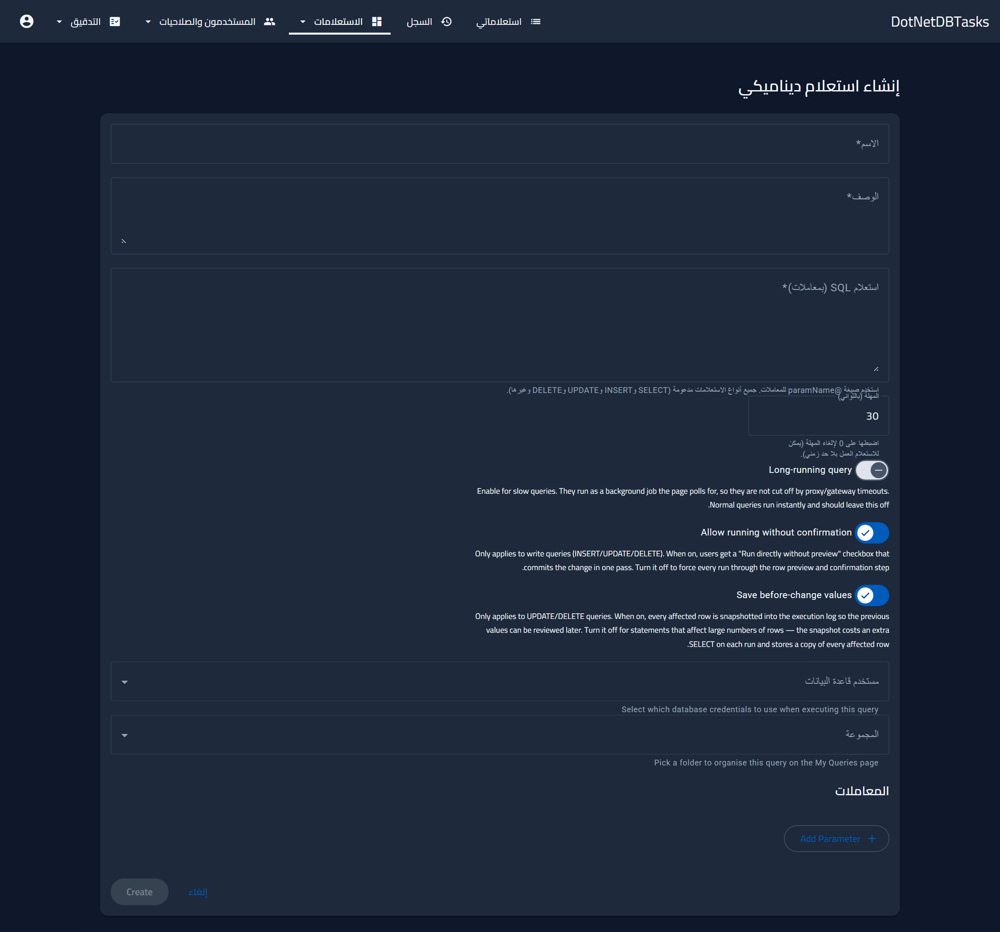 DotNetDBTasks
استعلاماتي
السجل
الاستعلامات
المستخدمون والصلاحيات
التدقيق
إنشاء استعلام ديناميكي
الاسم*
الوصف*
استعلام SQL (بمعاملات)*
استخدم صيغة @paramName للمعاملات. جميع أنواع الاستعلامات مدعومة (SELECT وINSERT وUPDATE وDELETE وغيرها).
المهلة (بالثواني)
30
اضبطها على 0 لإلغاء المهلة (يمكن
للاستعلام العمل بلا حد زمني).
Long-running query
Enable for slow queries. They run as a background job the page polls for, so they are not cut off by proxy/gateway timeouts.
Normal queries run instantly and should leave this off.
Allow running without confirmation
Only applies to write queries (INSERT/UPDATE/DELETE). When on, users get a "Run directly without preview" checkbox that
commits the change in one pass. Turn it off to force every run through the row preview and confirmation step.
Save before-change values
Only applies to UPDATE/DELETE queries. When on, every affected row is snapshotted into the execution log so the previous
values can be reviewed later. Turn it off for statements that affect large numbers of rows — the snapshot costs an extra
SELECT on each run and stores a copy of every affected row.
مستخدم قاعدة البيانات
Select which database credentials to use when executing this query
المجموعة
Pick a folder to organise this query on the My Queries page
المعاملات
Add Parameter
إلغاء
Create